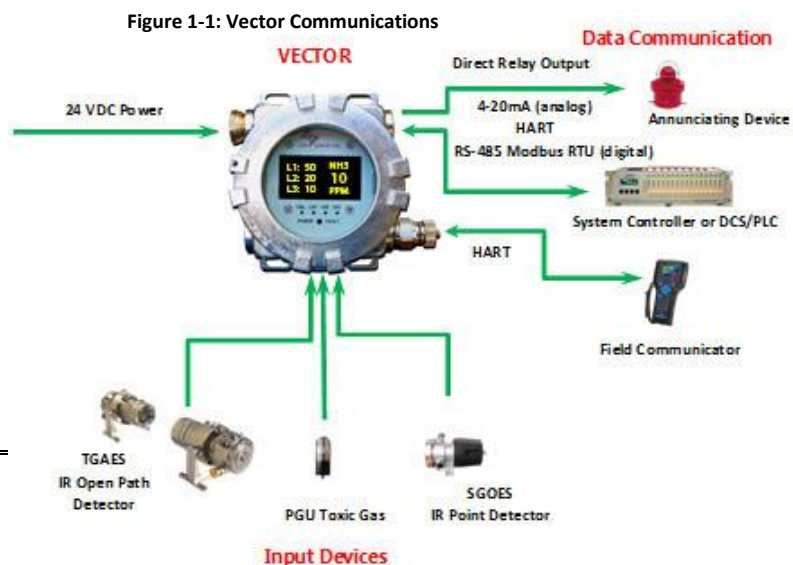 Figure 1-1: Vector Communications
VECTOR
Data Communication
Direct Relay Output
24 VDC Power
4-20mA (analog)
HART
RS-485 Modbus RTU (digital)
Annunciating Device
L1: 50 NH3
L2: 20 10
L3: 10 PPM
System Controller or DCS/PLC
HART
Field Communicator
TGAES
IR Open Path
Detector
PGU Toxic Gas
SGOES
IR Point Detector
Input Devices